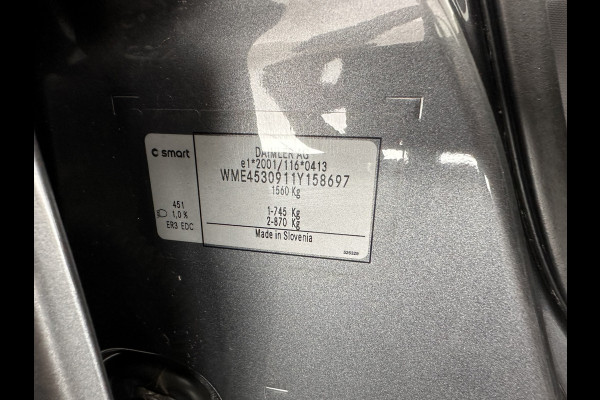 smart
DAIMLER AG
e1*2001/116*0413
WME4530911Y158697
1560 Kg
1-745 Kg
2-870 Kg
451
1,0 K
ER3 EDC
Made in Slovenia